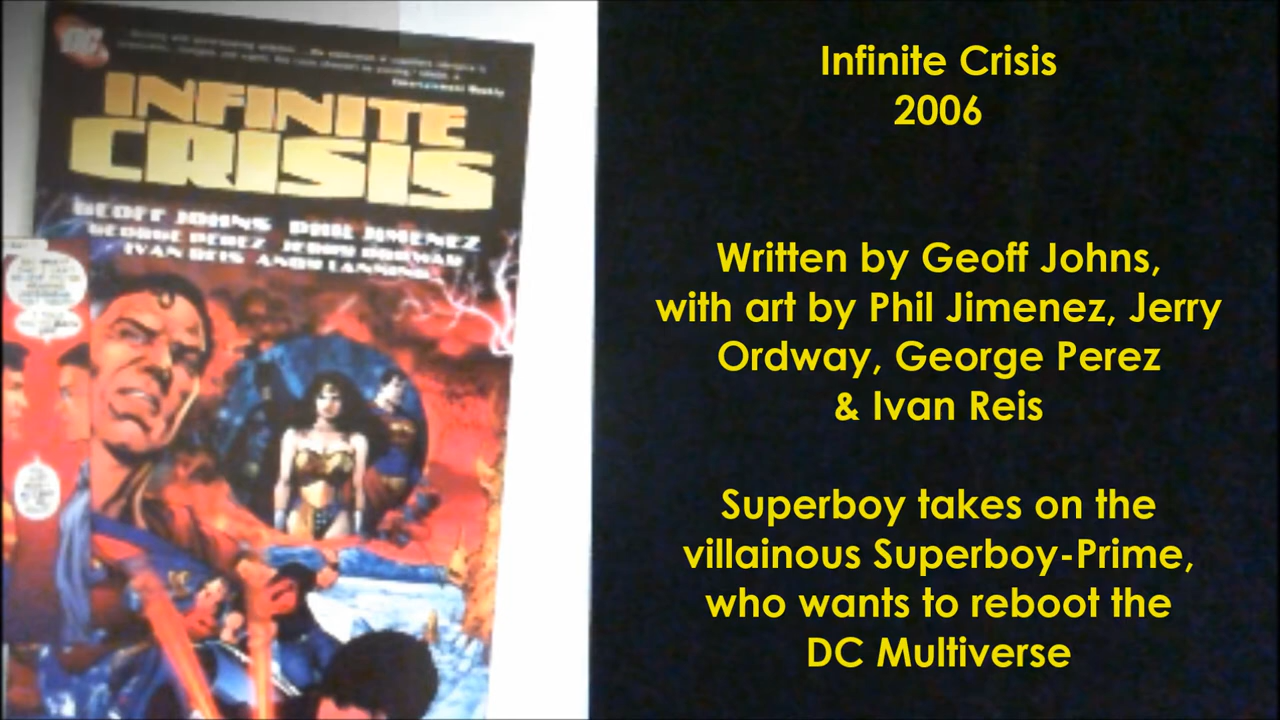 DC
INFINITE
CRISIS
GEOFF JOHNS PHIL JIMENEZ
GEORGE PEREZ JERRY ORDWAY
IVAN REIS ANDY LANNING
Entertainment Weekly
Infinite Crisis
2006
Written by Geoff Johns,
with art by Phil Jimenez, Jerry
Ordway, George Perez
& Ivan Reis
Superboy takes on the
villainous Superboy-Prime,
who wants to reboot the
DC Multiverse